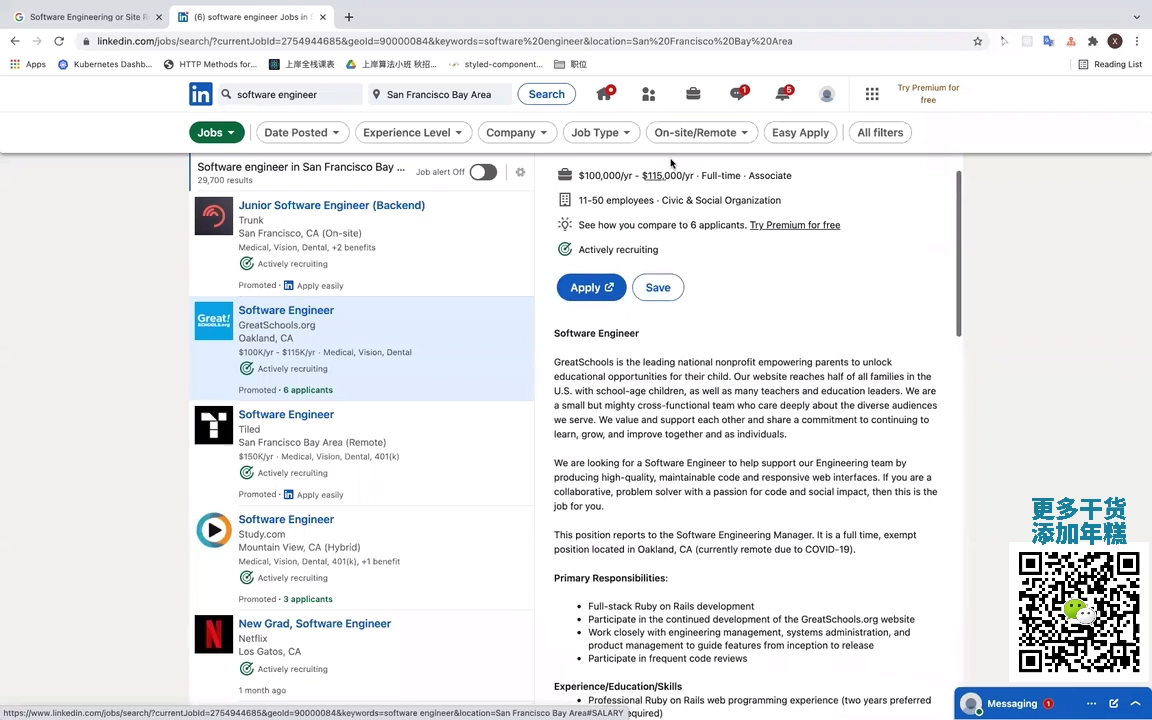 Software Engineering or Site R
(6) software engineer Jobs in S
linkedin.com/jobs/search/?currentJobId=2754944685&geoId=90000084&keywords=software%20engineer&location=San%20Francisco%20Bay%20Area
X
Apps
Kubernetes Dashb...
HTTP Methods for...
上岸全栈课表
上岸算法小班 秋招...
styled-component...
职位
Reading List
in
software engineer
San Francisco Bay Area
Search
1
5
Try Premium for
free
Jobs
Date Posted
Experience Level
Company
Job Type
On-site/Remote
Easy Apply
All filters
Software engineer in San Francisco Bay ...
29,700 results
Job alert Off
Junior Software Engineer (Backend)
Trunk
San Francisco, CA (On-site)
Medical, Vision, Dental, +2 benefits
Actively recruiting
Promoted · in Apply easily
Great!
SCHOOLS.org
Software Engineer
GreatSchools.org
Oakland, CA
$100K/yr - $115K/yr · Medical, Vision, Dental
Actively recruiting
Promoted · 6 applicants
Software Engineer
Tiled
San Francisco Bay Area (Remote)
$150K/yr · Medical, Vision, Dental, 401(k)
Actively recruiting
Promoted · in Apply easily
Software Engineer
Study.com
Mountain View, CA (Hybrid)
Medical, Vision, Dental, 401(k), +1 benefit
Actively recruiting
Promoted · 3 applicants
N
New Grad, Software Engineer
Netflix
Los Gatos, CA
Actively recruiting
1 month ago
$100,000/yr - $115,000/yr · Full-time · Associate
11-50 employees · Civic & Social Organization
See how you compare to 6 applicants. Try Premium for free
Actively recruiting
Apply
Save
Software Engineer
GreatSchools is the leading national nonprofit empowering parents to unlock
educational opportunities for their child. Our website reaches half of all families in the
U.S. with school-age children, as well as many teachers and education leaders. We are
a small but mighty cross-functional team who care deeply about the diverse audiences
we serve. We value and support each other and share a commitment to continuing to
learn, grow, and improve together and as individuals.
We are looking for a Software Engineer to help support our Engineering team by
producing high-quality, maintainable code and responsive web interfaces. If you are a
collaborative, problem solver with a passion for code and social impact, then this is the
job for you.
This position reports to the Software Engineering Manager. It is a full time, exempt
position located in Oakland, CA (currently remote due to COVID-19).
Primary Responsibilities:
• Full-stack Ruby on Rails development
• Participate in the continued development of the GreatSchools.org website
• Work closely with engineering management, systems administration, and
product management to guide features from inception to release
• Participate in frequent code reviews
Experience/Education/Skills
• Professional Ruby on Rails web programming experience (two years preferred
equired)
更多干货
添加年糕
Messaging 1
https://www.linkedin.com/jobs/search/?currentJobId=2754944685&geoId=90000084&keywords=software engineer&location=San Francisco Bay Area#SALARY